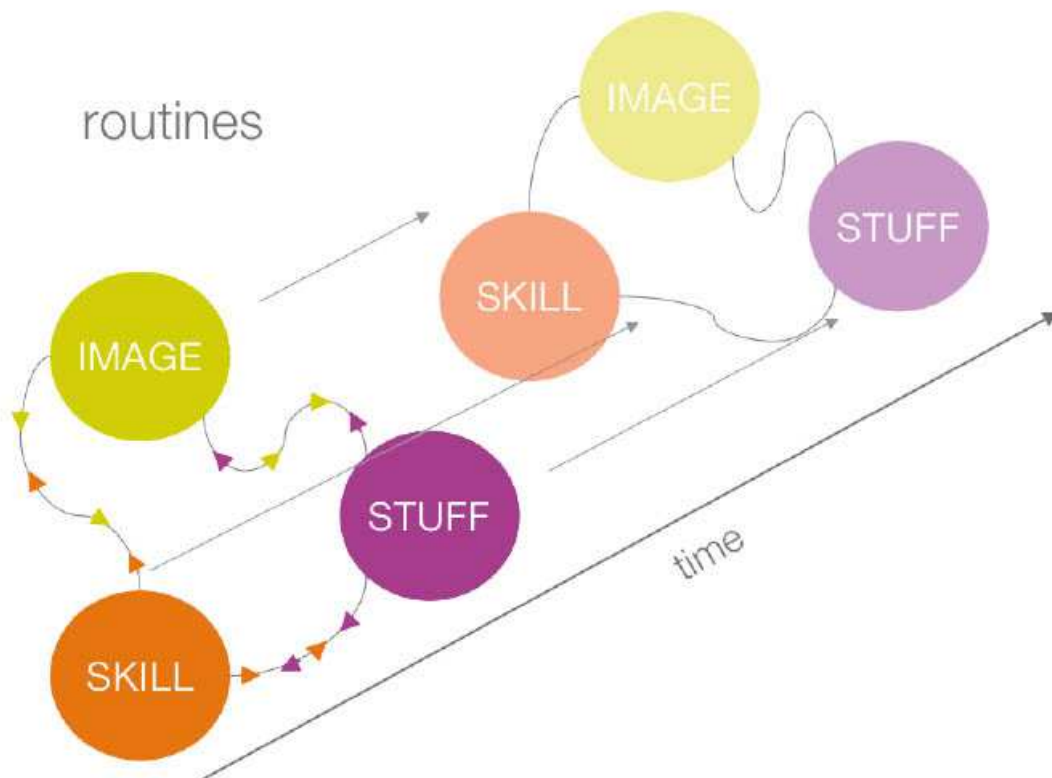 routines
IMAGE
STUFF
SKILL
IMAGE
STUFF
SKILL
time